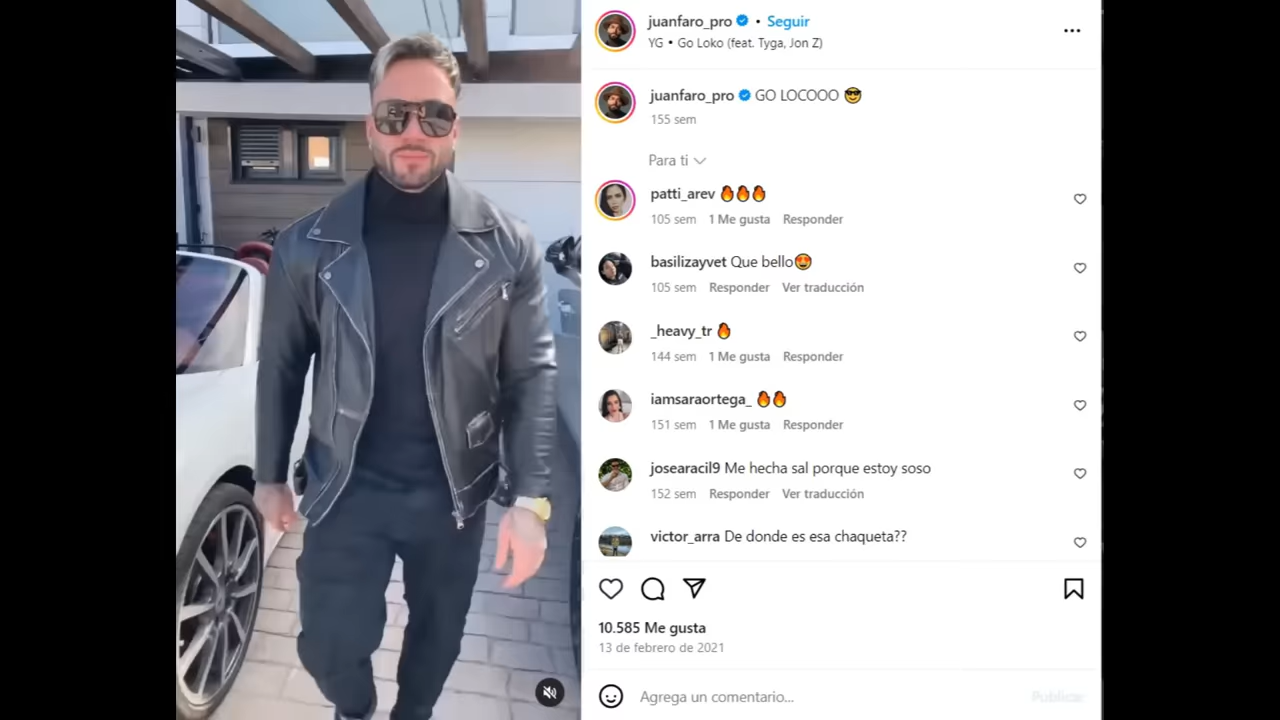 juanfaro_pro • Seguir
YG • Go Loko (feat. Tyga, Jon Z)
juanfaro_pro GO LOCOOO 😎
155 sem
Para ti
patti_arev 🔥🔥🔥
105 sem 1 Me gusta Responder
basilizayvet Que bello😍
105 sem Responder Ver traducción
_heavy_tr 🔥
144 sem 1 Me gusta Responder
iamsaraortega_ 🔥🔥
151 sem 1 Me gusta Responder
josearacil9 Me hecha sal porque estoy soso
152 sem Responder Ver traducción
victor_arra De donde es esa chaqueta??
10.585 Me gusta
13 de febrero de 2021
Agrega un comentario... Publicar